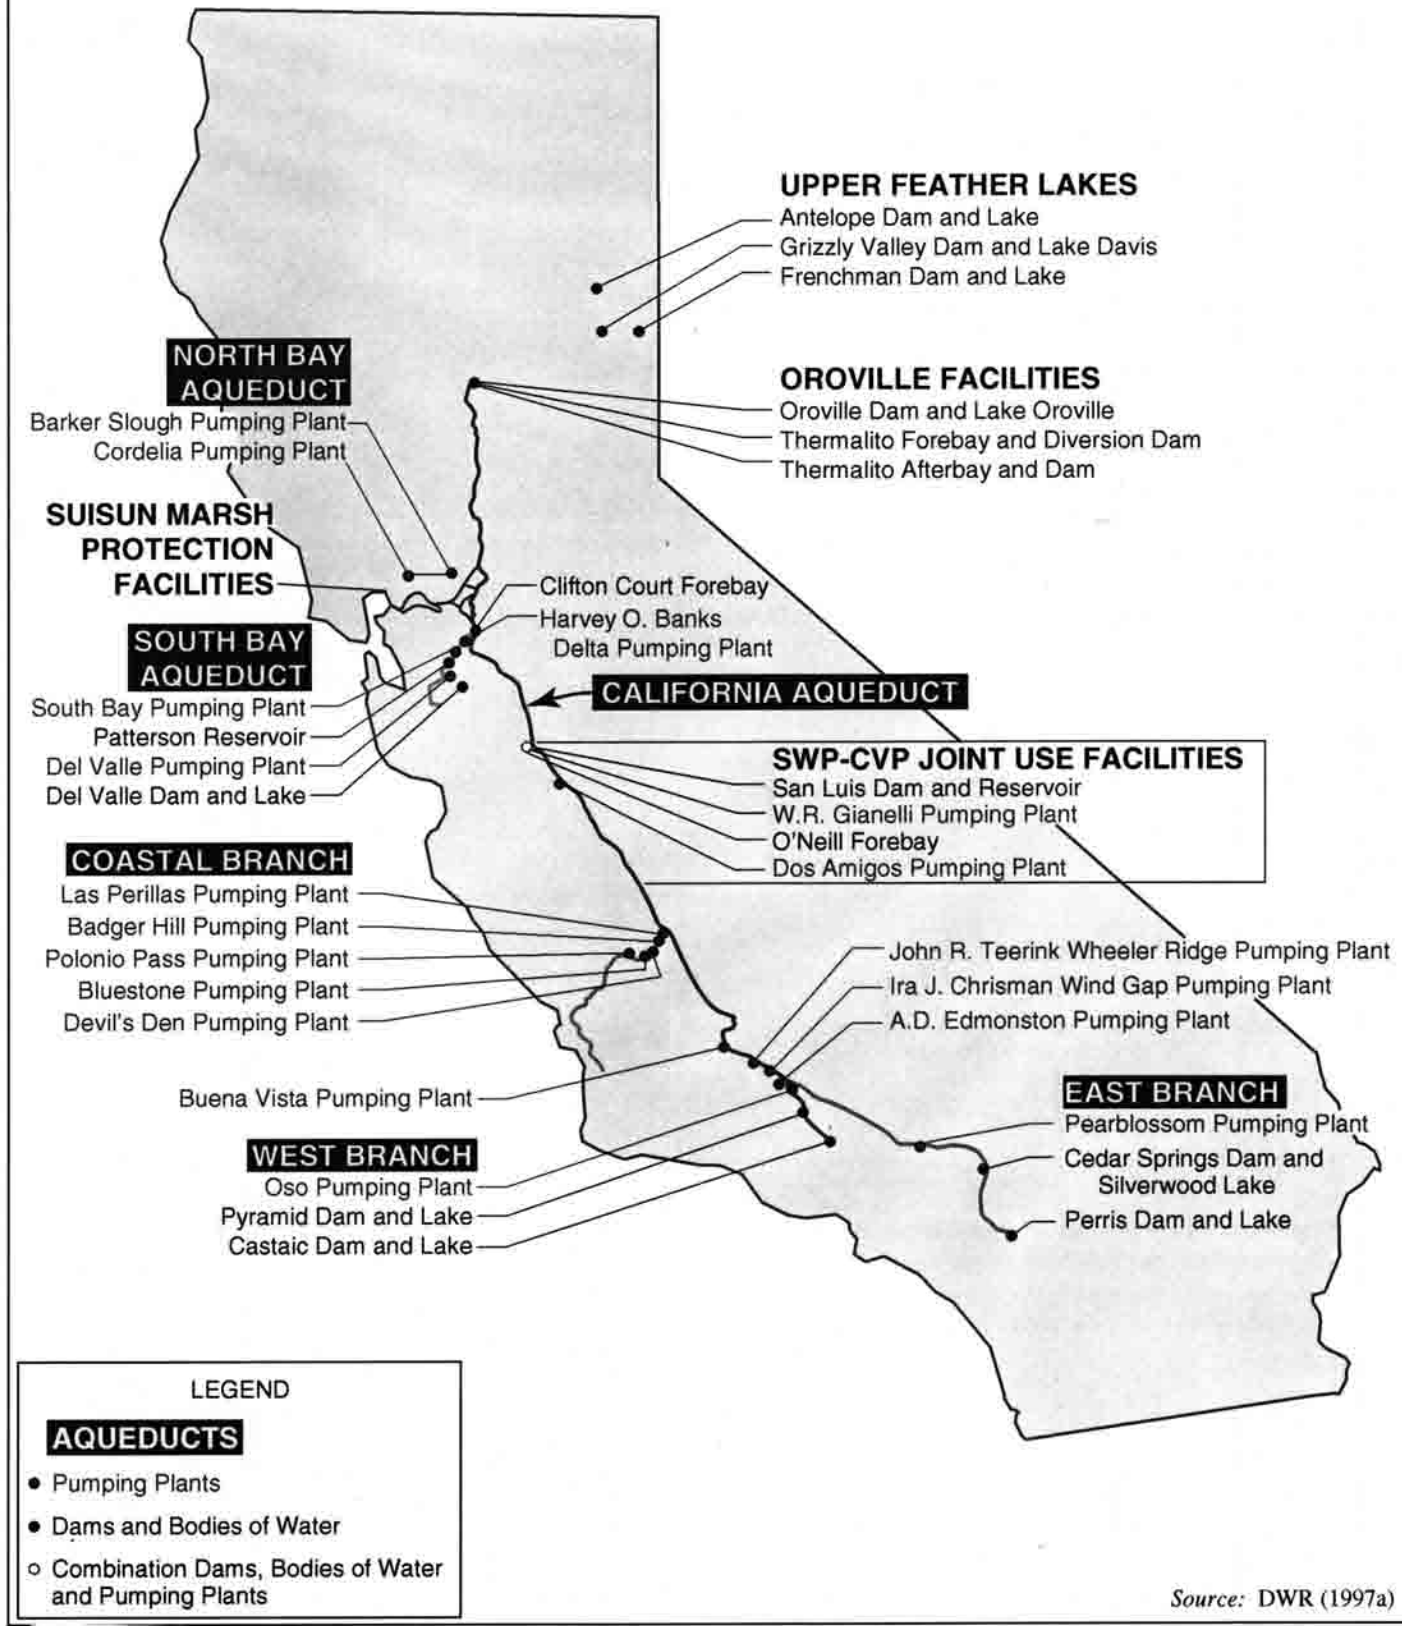 UPPER FEATHER LAKES
Antelope Dam and Lake
Grizzly Valley Dam and Lake Davis
Frenchman Dam and Lake
OROVILLE FACILITIES
Oroville Dam and Lake Oroville
Thermalito Forebay and Diversion Dam
Thermalito Afterbay and Dam
NORTH BAY
AQUEDUCT
Barker Slough Pumping Plant
Cordelia Pumping Plant
SUISUN MARSH
PROTECTION
FACILITIES
Clifton Court Forebay
Harvey O. Banks
Delta Pumping Plant
SOUTH BAY
AQUEDUCT
South Bay Pumping Plant
Patterson Reservoir
Del Valle Pumping Plant
Del Valle Dam and Lake
CALIFORNIA AQUEDUCT
SWP-CVP JOINT USE FACILITIES
San Luis Dam and Reservoir
W.R. Gianelli Pumping Plant
O'Neill Forebay
Dos Amigos Pumping Plant
COASTAL BRANCH
Las Perillas Pumping Plant
Badger Hill Pumping Plant
Polonio Pass Pumping Plant
Bluestone Pumping Plant
Devil's Den Pumping Plant
John R. Teerink Wheeler Ridge Pumping Plant
Ira J. Chrisman Wind Gap Pumping Plant
A.D. Edmonston Pumping Plant
Buena Vista Pumping Plant
WEST BRANCH
Oso Pumping Plant
Pyramid Dam and Lake
Castaic Dam and Lake
EAST BRANCH
Pearblossom Pumping Plant
Cedar Springs Dam and
Silverwood Lake
Perris Dam and Lake
LEGEND
AQUEDUCTS
Pumping Plants
Dams and Bodies of Water
Combination Dams, Bodies of Water
and Pumping Plants
Source: DWR (1997a)